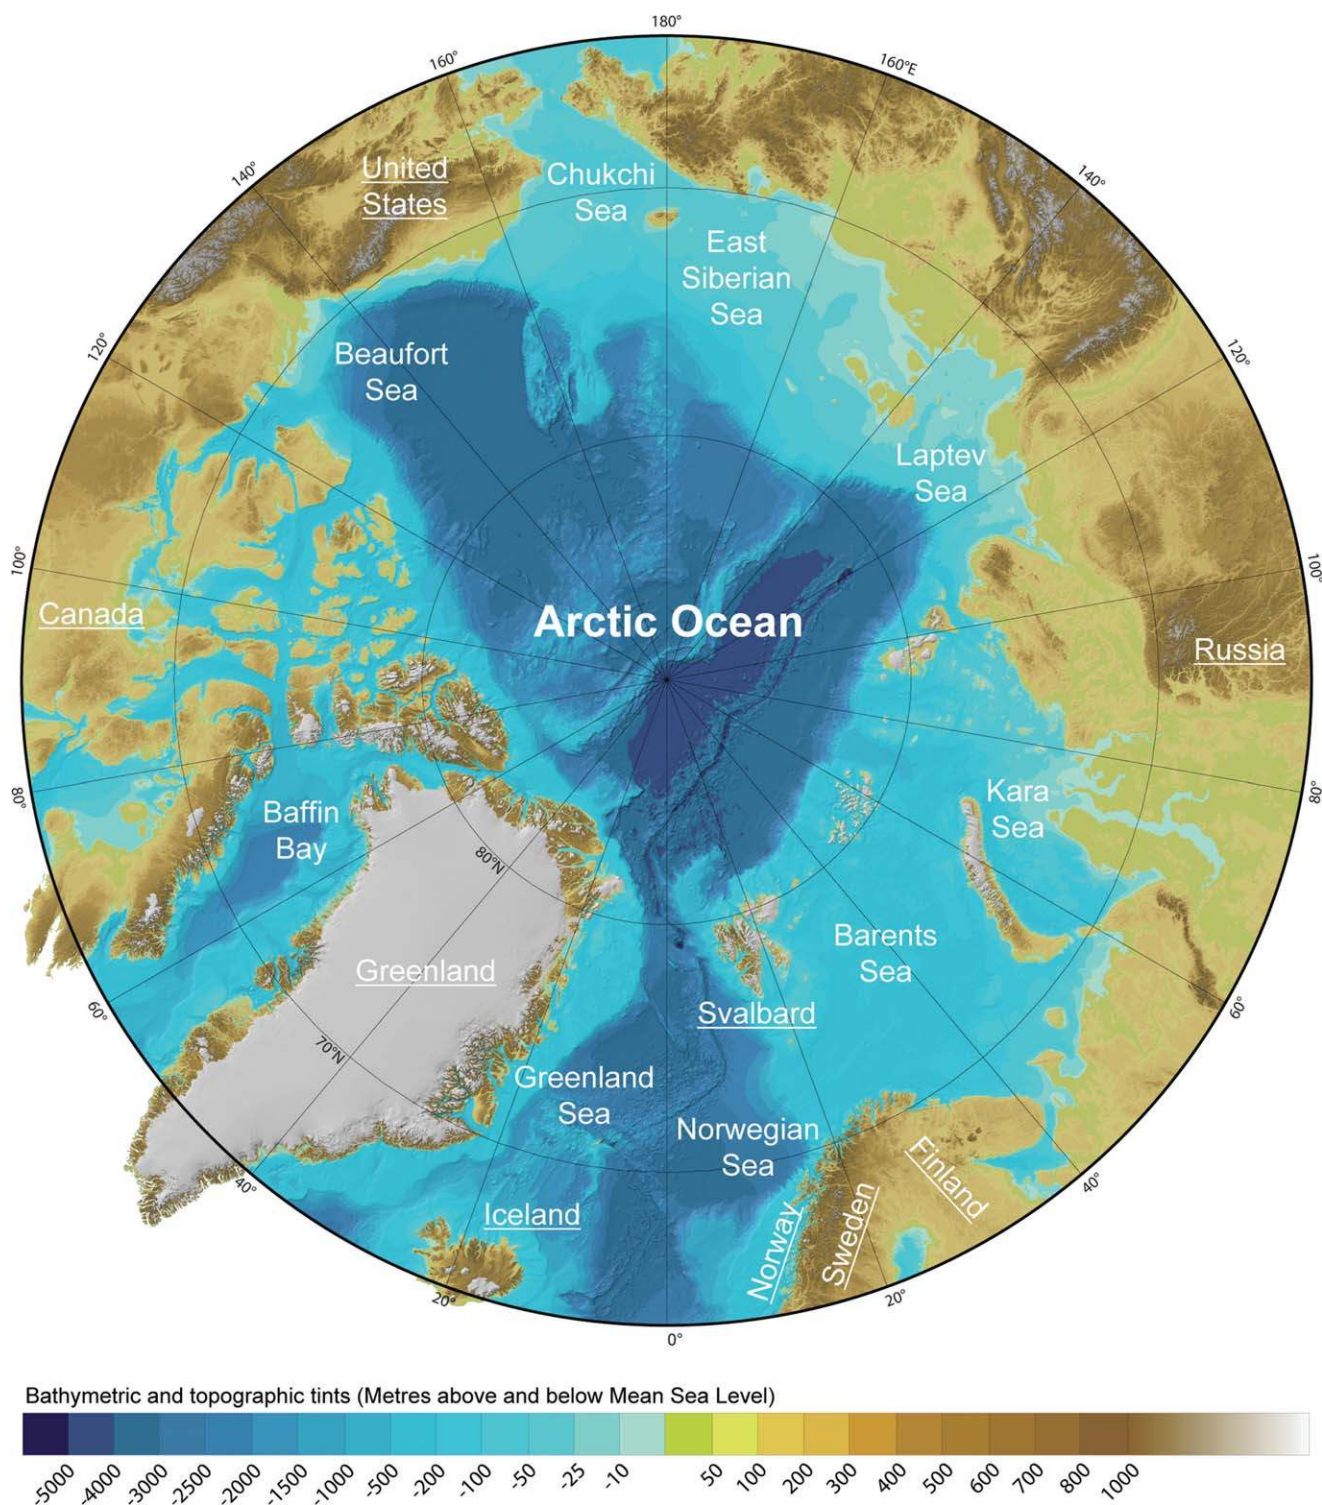 180°
160°
160°E
140°
140°
United
States
Chukchi
Sea
East
Siberian
Sea
120°
120°
Beaufort
Sea
Laptev
Sea
100°
100°
Canada
Arctic Ocean
Russia
80°
80°
Baffin
Bay
Kara
Sea
80°N
Greenland
Barents
Sea
Svalbard
60°
60°
70°N
Greenland
Sea
Norwegian
Sea
Finland
40°
40°
Iceland
Norway
Sweden
20°
20°
0°
Bathymetric and topographic tints (Metres above and below Mean Sea Level)
-5000 -4000 -3000 -2500 -2000 -1500 -1000 -500 -200 -100 -50 -25 -10 50 100 200 300 400 500 600 700 800 1000